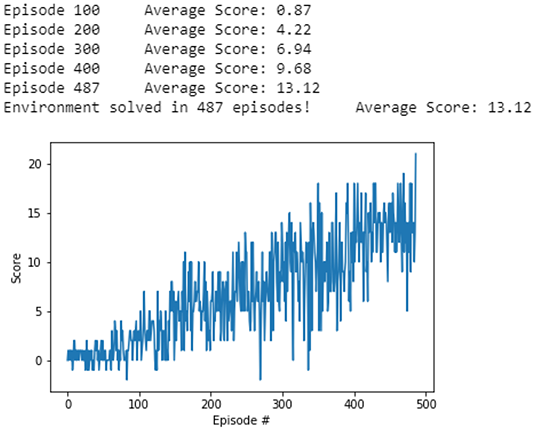 Episode 100 Average Score: 0.87
Episode 200 Average Score: 4.22
Episode 300 Average Score: 6.94
Episode 400 Average Score: 9.68
Episode 487 Average Score: 13.12
Environment solved in 487 episodes! Average Score: 13.12
20
15
10
5
0
Score
0 100 200 300 400 500
Episode #